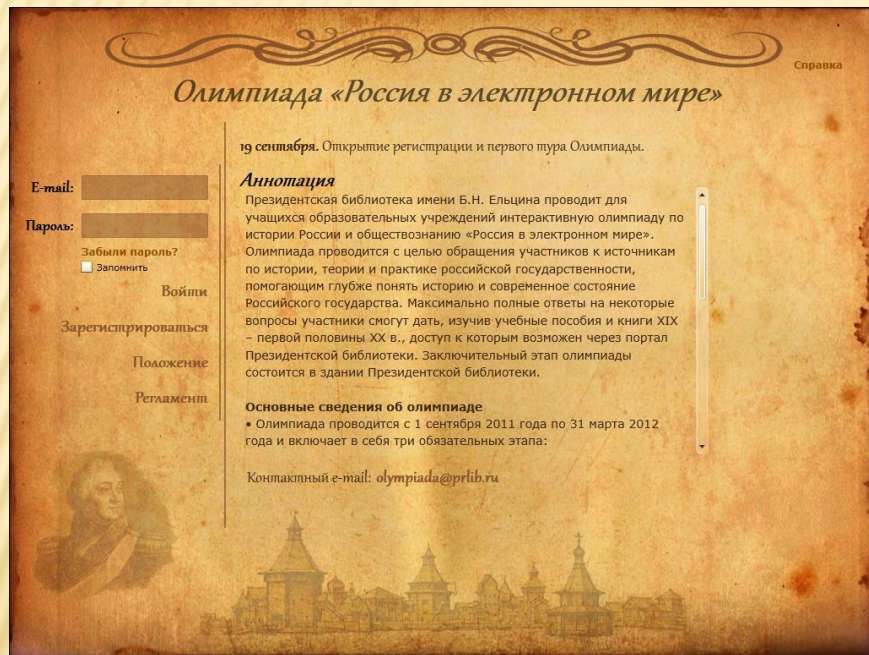 Справка
Олимпиада «Россия в электронном мире»
19 сентября. Открытие регистрации и первого тура Олимпиады.
E-mail:
Пароль:
Забыли пароль?
Запомнить
Войти
Зарегистрироваться
Положение
Регламент
Аннотация
Президентская библиотека имени Б.Н. Ельцина проводит для
учащихся образовательных учреждений интерактивную олимпиаду по
истории России и обществознанию «Россия в электронном мире».
Олимпиада проводится с целью обращения участников к источникам
по истории, теории и практике российской государственности,
помогающим глубже понять историю и современное состояние
Российского государства. Максимально полные ответы на некоторые
вопросы участники смогут дать, изучив учебные пособия и книги XIX
– первой половины XX в., доступ к которым возможен через портал
Президентской библиотеки. Заключительный этап олимпиады
состоится в здании Президентской библиотеки.
Основные сведения об олимпиаде
• Олимпиада проводится с 1 сентября 2011 года по 31 марта 2012
года и включает в себя три обязательных этапа:
Контактный e-mail: olympiada@prlib.ru